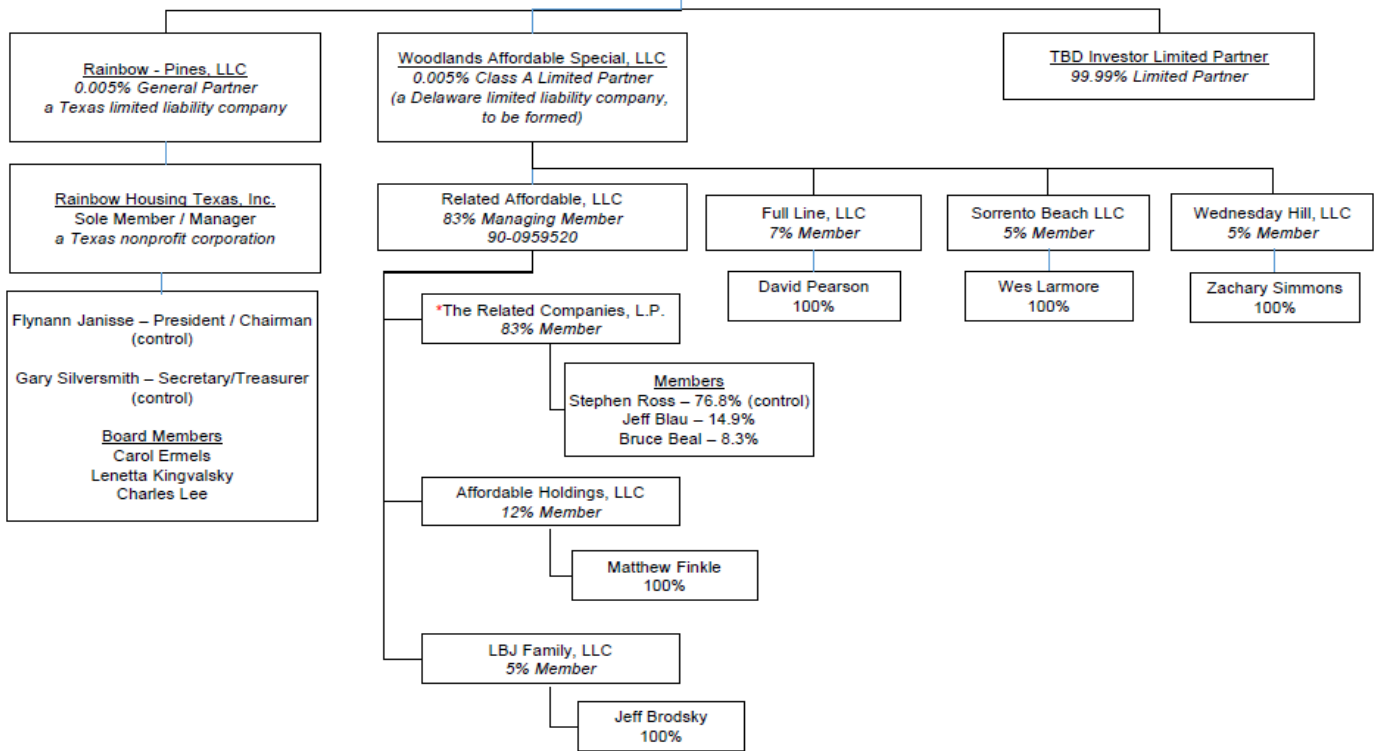 Rainbow - Pines, LLC
0.005% General Partner
a Texas limited liability company
Woodlands Affordable Special, LLC
0.005% Class A Limited Partner
(a Delaware limited liability company,
to be formed)
TBD Investor Limited Partner
99.99% Limited Partner
Rainbow Housing Texas, Inc.
Sole Member / Manager
a Texas nonprofit corporation
Related Affordable, LLC
83% Managing Member
90-0959520
Full Line, LLC
7% Member
Sorrento Beach LLC
5% Member
Wednesday Hill, LLC
5% Member
David Pearson
100%
Wes Larmore
100%
Zachary Simmons
100%
Flynann Janisse – President / Chairman
(control)
Gary Silversmith – Secretary/Treasurer
(control)
Board Members
Carol Ermels
Lenetta Kingvalsky
Charles Lee
*The Related Companies, L.P.
83% Member
Members
Stephen Ross – 76.8% (control)
Jeff Blau – 14.9%
Bruce Beal – 8.3%
Affordable Holdings, LLC
12% Member
Matthew Finkle
100%
LBJ Family, LLC
5% Member
Jeff Brodsky
100%